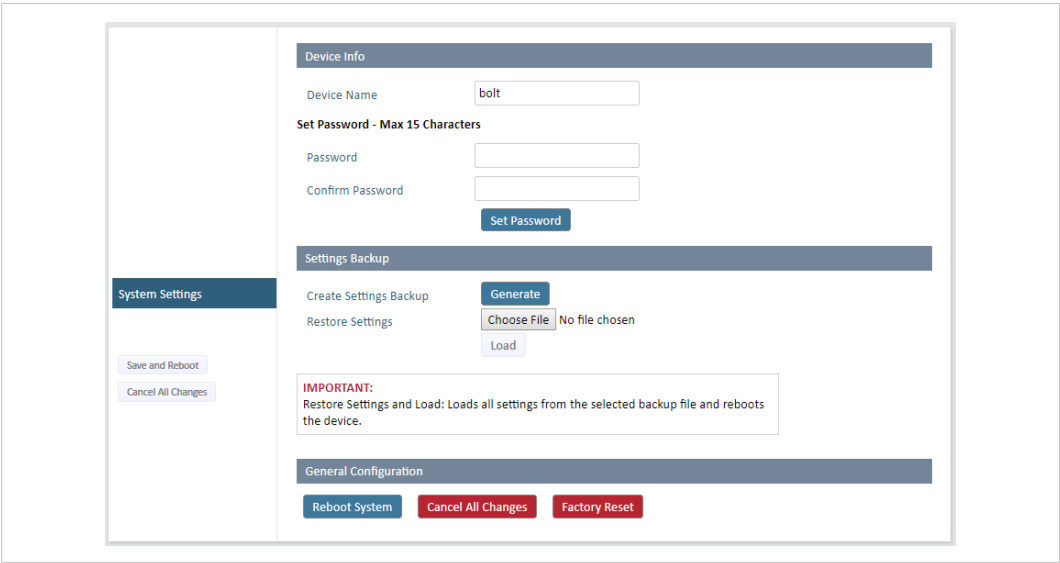 Device Info
Device Name
bolt
Set Password - Max 15 Characters
Password
Confirm Password
Set Password
Settings Backup
System Settings
Create Settings Backup
Generate
Restore Settings
Choose File No file chosen
Load
Save and Reboot
Cancel All Changes
IMPORTANT:
Restore Settings and Load: Loads all settings from the selected backup file and reboots
the device.
General Configuration
Reboot System
Cancel All Changes
Factory Reset